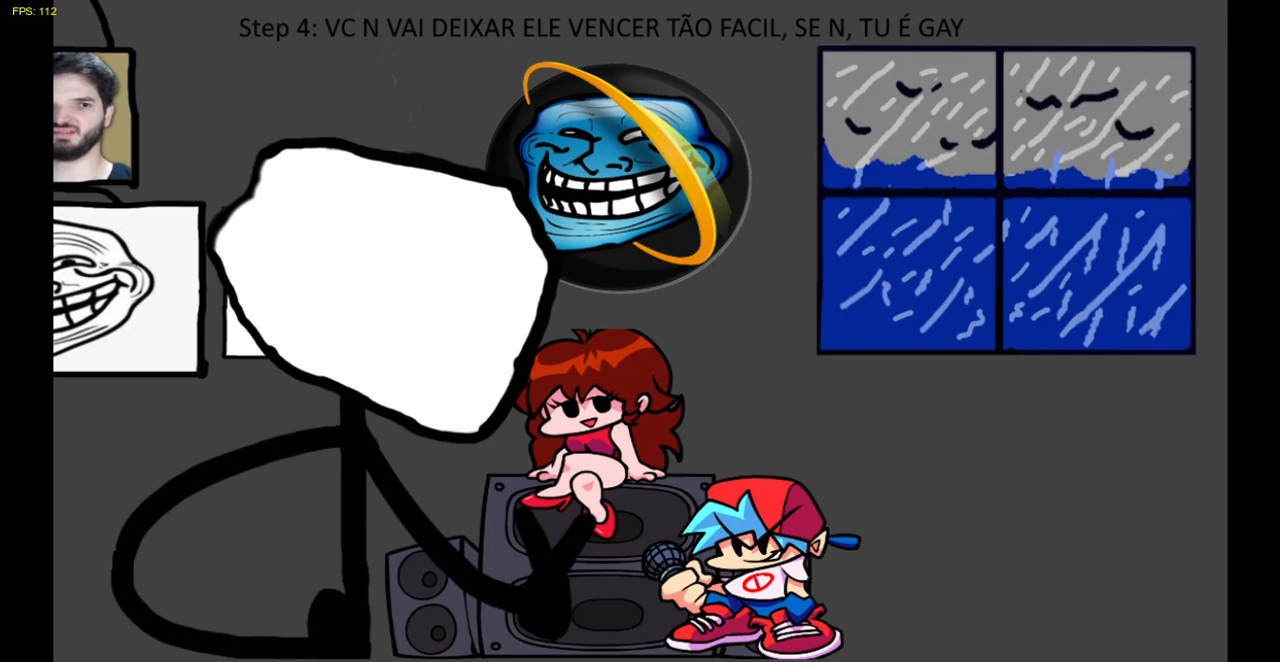 FPS: 112
Step 4: VC N VAI DEIXAR ELE VENCER TÃO FACIL, SE N, TU É GAY